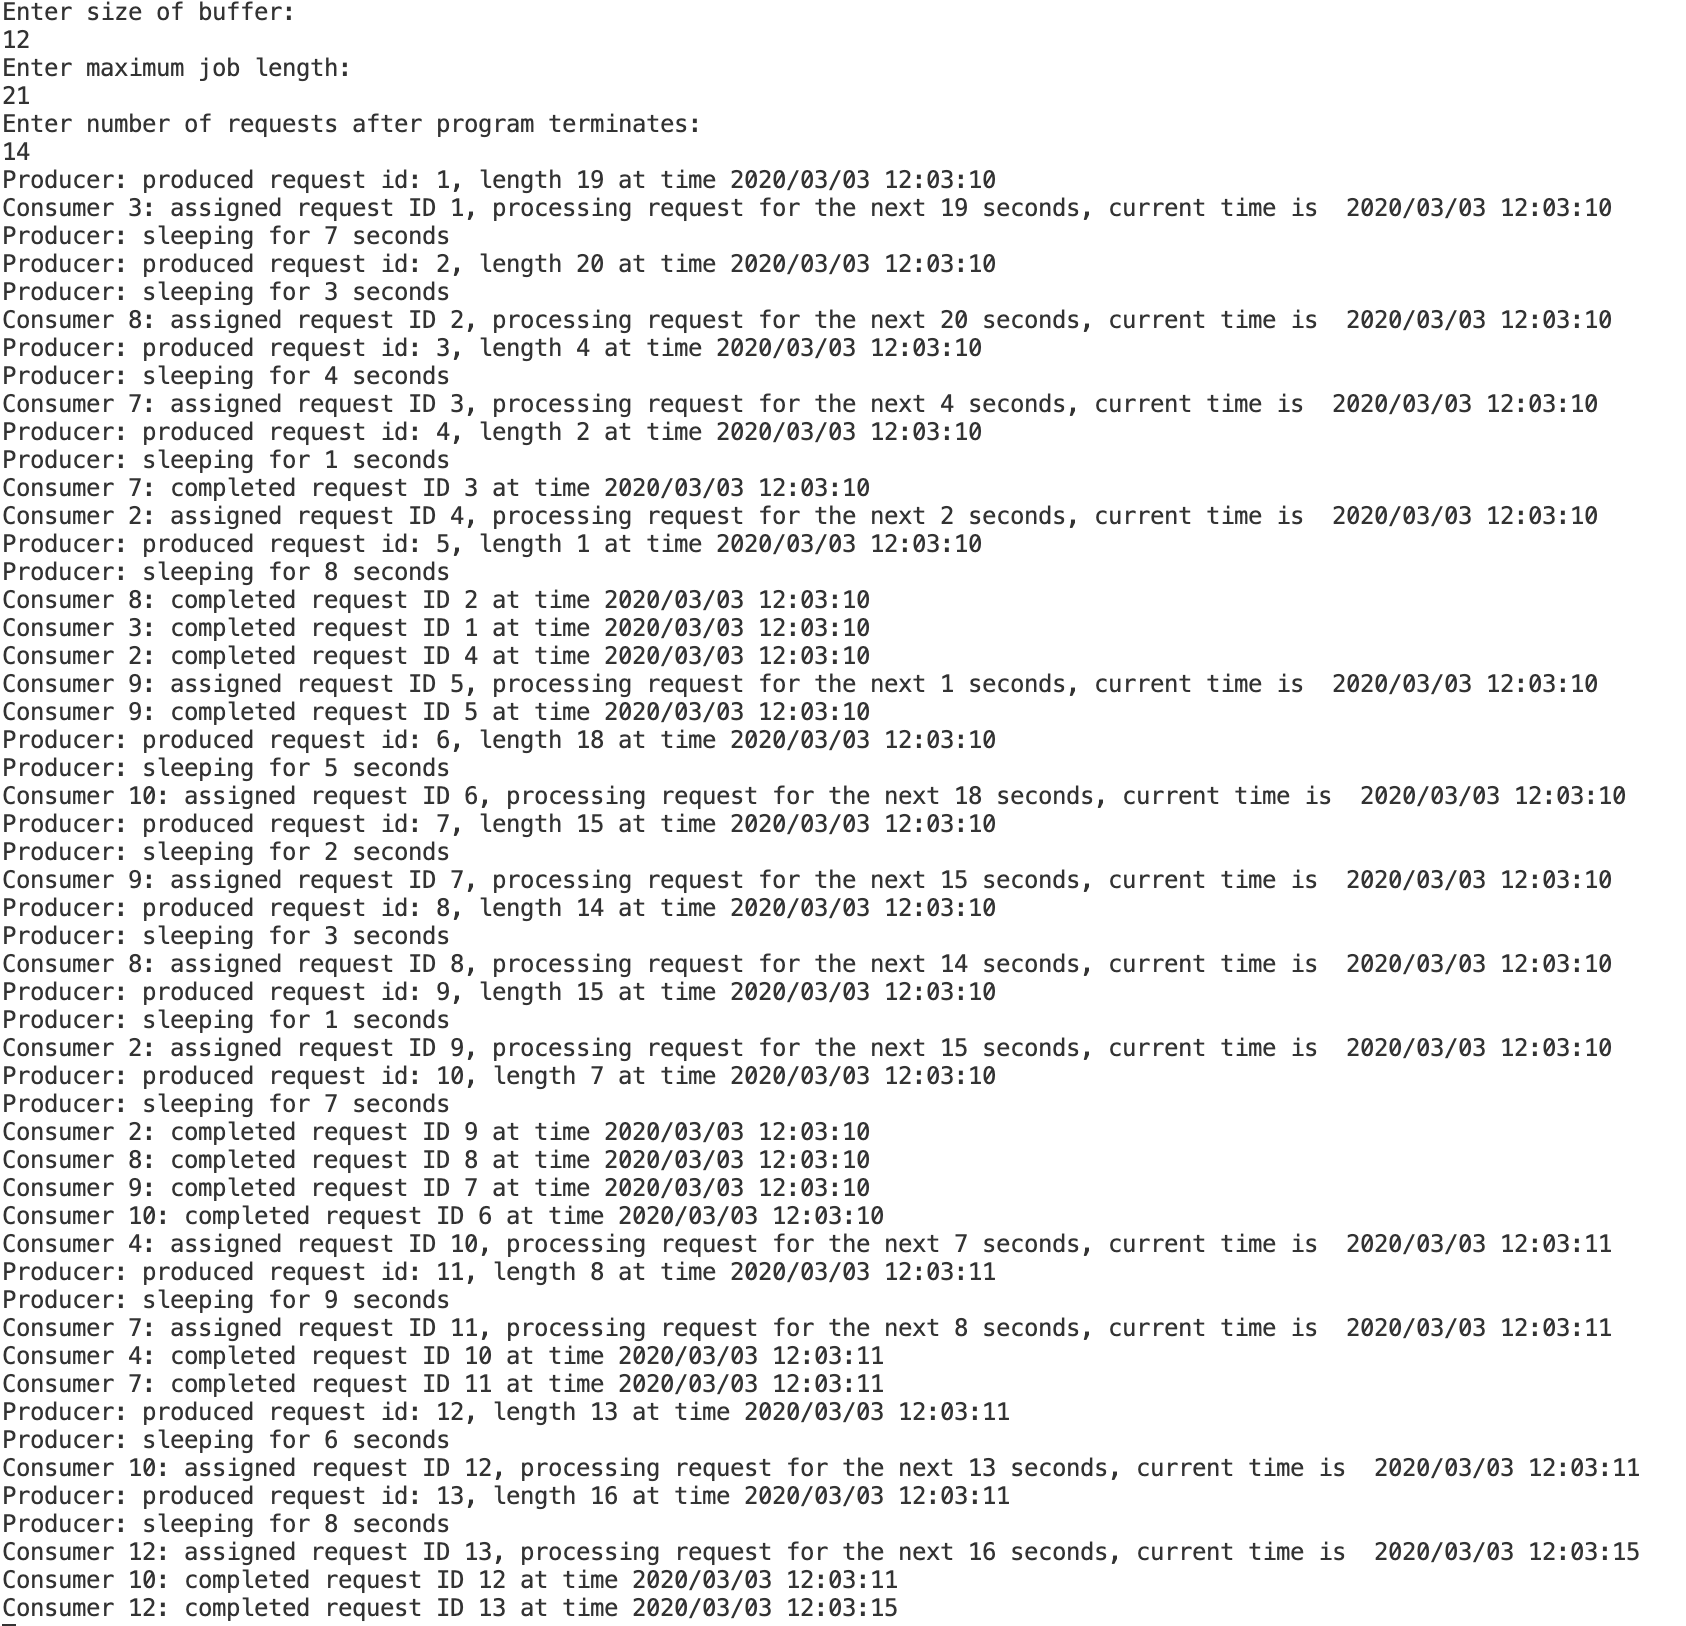 Enter size of buffer:
12
Enter maximum job length:
21
Enter number of requests after program terminates:
14
Producer: produced request id: 1, length 19 at time 2020/03/03 12:03:10
Consumer 3: assigned request ID 1, processing request for the next 19 seconds, current time is  2020/03/03 12:03:10
Producer: sleeping for 7 seconds
Producer: produced request id: 2, length 20 at time 2020/03/03 12:03:10
Producer: sleeping for 3 seconds
Consumer 8: assigned request ID 2, processing request for the next 20 seconds, current time is  2020/03/03 12:03:10
Producer: produced request id: 3, length 4 at time 2020/03/03 12:03:10
Producer: sleeping for 4 seconds
Consumer 7: assigned request ID 3, processing request for the next 4 seconds, current time is  2020/03/03 12:03:10
Producer: produced request id: 4, length 2 at time 2020/03/03 12:03:10
Producer: sleeping for 1 seconds
Consumer 7: completed request ID 3 at time 2020/03/03 12:03:10
Consumer 2: assigned request ID 4, processing request for the next 2 seconds, current time is  2020/03/03 12:03:10
Producer: produced request id: 5, length 1 at time 2020/03/03 12:03:10
Producer: sleeping for 8 seconds
Consumer 8: completed request ID 2 at time 2020/03/03 12:03:10
Consumer 3: completed request ID 1 at time 2020/03/03 12:03:10
Consumer 2: completed request ID 4 at time 2020/03/03 12:03:10
Consumer 9: assigned request ID 5, processing request for the next 1 seconds, current time is  2020/03/03 12:03:10
Consumer 9: completed request ID 5 at time 2020/03/03 12:03:10
Producer: produced request id: 6, length 18 at time 2020/03/03 12:03:10
Producer: sleeping for 5 seconds
Consumer 10: assigned request ID 6, processing request for the next 18 seconds, current time is  2020/03/03 12:03:10
Producer: produced request id: 7, length 15 at time 2020/03/03 12:03:10
Producer: sleeping for 2 seconds
Consumer 9: assigned request ID 7, processing request for the next 15 seconds, current time is  2020/03/03 12:03:10
Producer: produced request id: 8, length 14 at time 2020/03/03 12:03:10
Producer: sleeping for 3 seconds
Consumer 8: assigned request ID 8, processing request for the next 14 seconds, current time is  2020/03/03 12:03:10
Producer: produced request id: 9, length 15 at time 2020/03/03 12:03:10
Producer: sleeping for 1 seconds
Consumer 2: assigned request ID 9, processing request for the next 15 seconds, current time is  2020/03/03 12:03:10
Producer: produced request id: 10, length 7 at time 2020/03/03 12:03:10
Producer: sleeping for 7 seconds
Consumer 2: completed request ID 9 at time 2020/03/03 12:03:10
Consumer 8: completed request ID 8 at time 2020/03/03 12:03:10
Consumer 9: completed request ID 7 at time 2020/03/03 12:03:10
Consumer 10: completed request ID 6 at time 2020/03/03 12:03:10
Consumer 4: assigned request ID 10, processing request for the next 7 seconds, current time is  2020/03/03 12:03:11
Producer: produced request id: 11, length 8 at time 2020/03/03 12:03:11
Producer: sleeping for 9 seconds
Consumer 7: assigned request ID 11, processing request for the next 8 seconds, current time is  2020/03/03 12:03:11
Consumer 4: completed request ID 10 at time 2020/03/03 12:03:11
Consumer 7: completed request ID 11 at time 2020/03/03 12:03:11
Producer: produced request id: 12, length 13 at time 2020/03/03 12:03:11
Producer: sleeping for 6 seconds
Consumer 10: assigned request ID 12, processing request for the next 13 seconds, current time is  2020/03/03 12:03:11
Producer: produced request id: 13, length 16 at time 2020/03/03 12:03:11
Producer: sleeping for 8 seconds
Consumer 12: assigned request ID 13, processing request for the next 16 seconds, current time is  2020/03/03 12:03:15
Consumer 10: completed request ID 12 at time 2020/03/03 12:03:11
Consumer 12: completed request ID 13 at time 2020/03/03 12:03:15